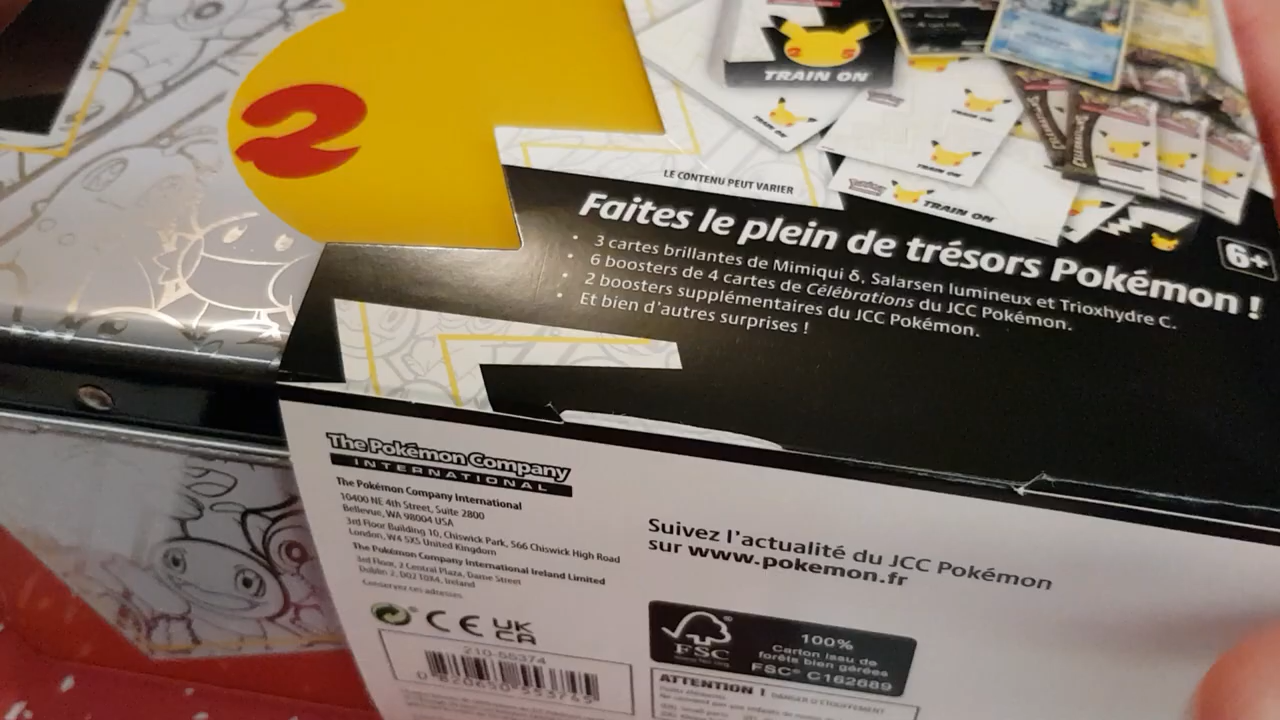 2
TRAIN ON
TRAIN ON
TRAIN ON
TRAIN ON
LE CONTENU PEUT VARIER
Faites le plein de trésors Pokémon !
6+
• 3 cartes brillantes de Mimiqui δ, Salarsen lumineux et Trioxhydre C.
• 6 boosters de 4 cartes de Célébrations du JCC Pokémon.
• 2 boosters supplémentaires du JCC Pokémon.
• Et bien d'autres surprises !
The Pokémon Company
INTERNATIONAL
The Pokémon Company International
10400 NE 4th Street, Suite 2800
Bellevue, WA 98004 USA
3rd Floor Building 10, Chiswick Park, 566 Chiswick High Road
London, W4 5XS United Kingdom
The Pokémon Company International Ireland Limited
3rd Floor, 2 Central Plaza, Dame Street
Dublin 2, D02 T0X4, Ireland
Conservez ces adresses.
CE UK
CA
210-55374
Suivez l'actualité du JCC Pokémon
sur www.pokemon.fr
FSC
100%
Carton issu de
forêts bien gérées
FSC® C162689
ATTENTION ! DANGER D'ÉTOUFFEMENT